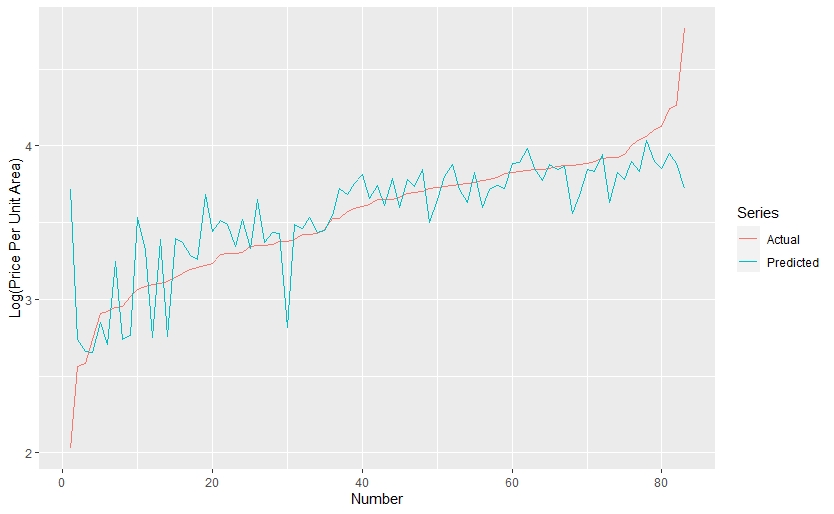 Log(Price Per Unit Area)
4
3
2
0 20 40 60 80
Number
Series
Actual
Predicted